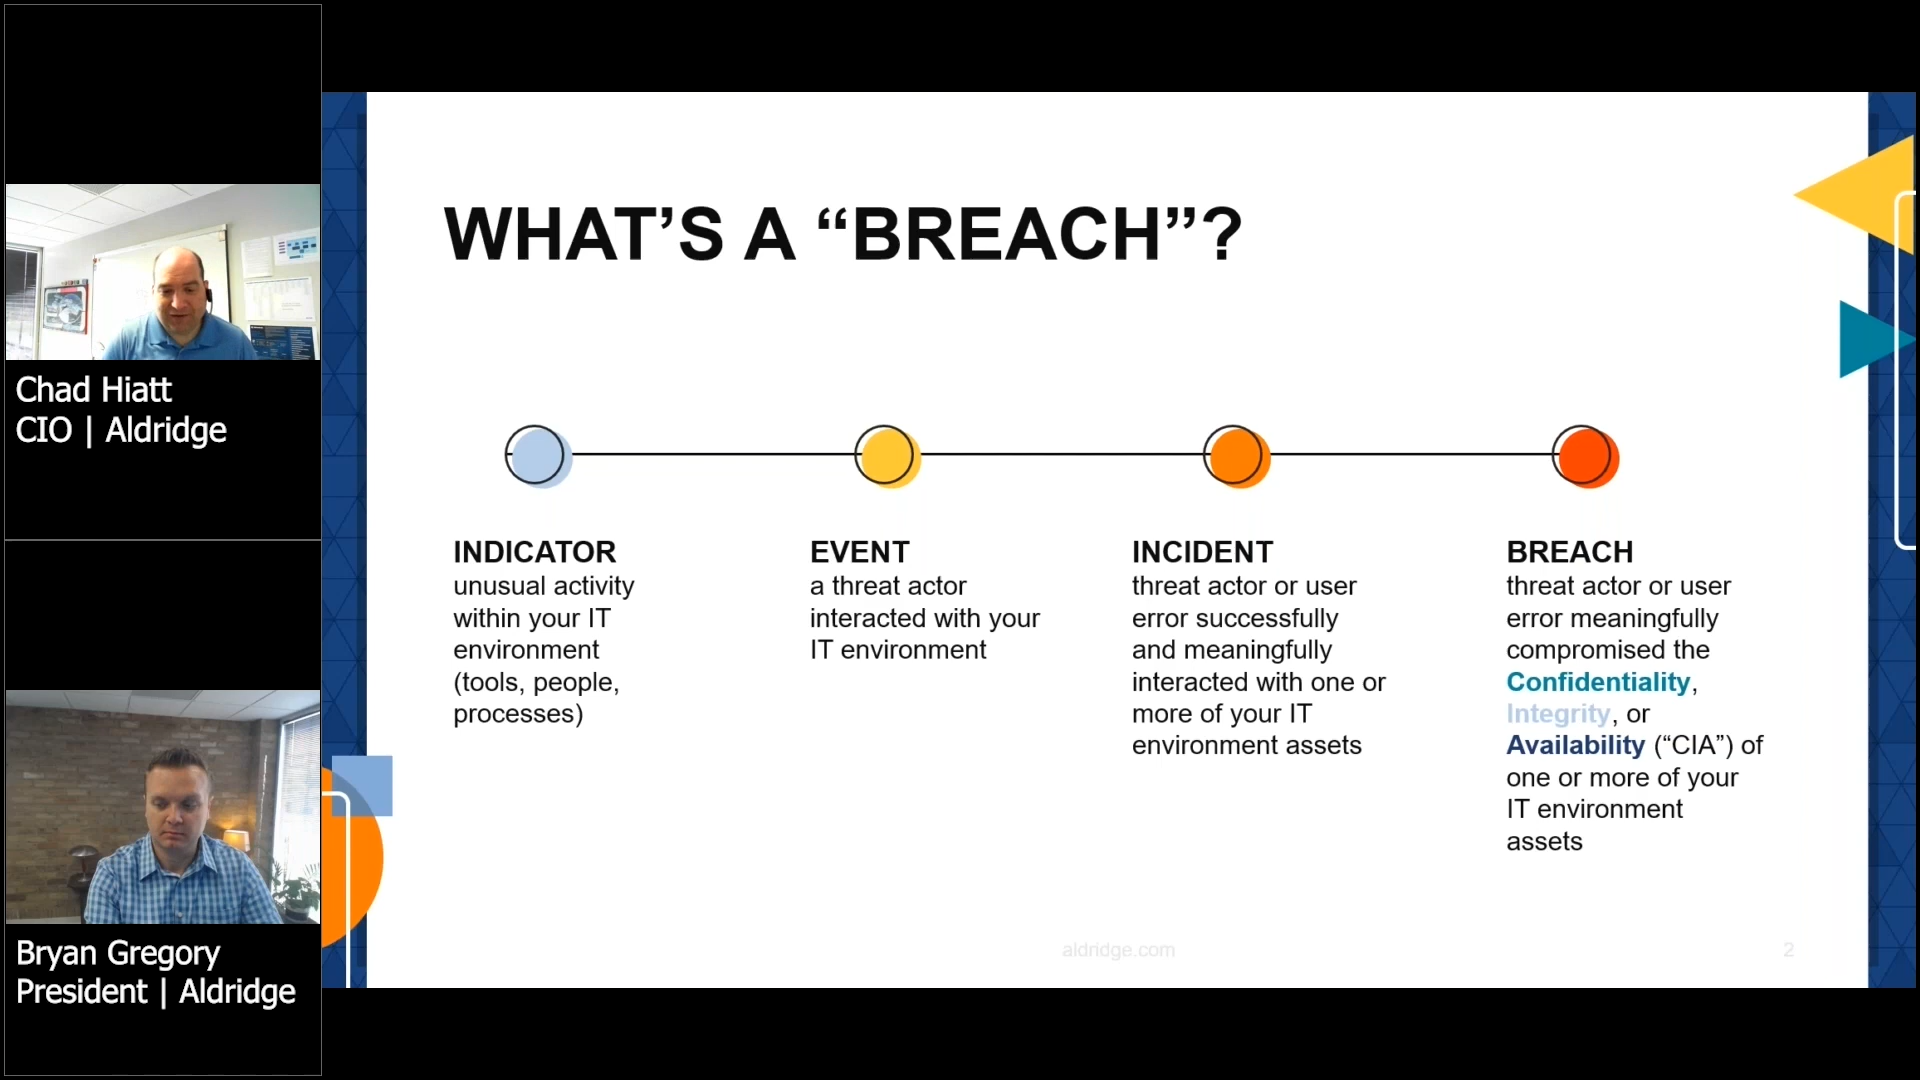 Chad Hiatt
CIO | Aldridge
Bryan Gregory
President | Aldridge
WHAT’S A “BREACH”?
INDICATOR
unusual activity
within your IT
environment
(tools, people,
processes)
EVENT
a threat actor
interacted with your
IT environment
INCIDENT
threat actor or user
error successfully
and meaningfully
interacted with one or
more of your IT
environment assets
BREACH
threat actor or user
error meaningfully
compromised the
Confidentiality,
Integrity, or
Availability (“CIA”) of
one or more of your
IT environment
assets
aldridge.com
2